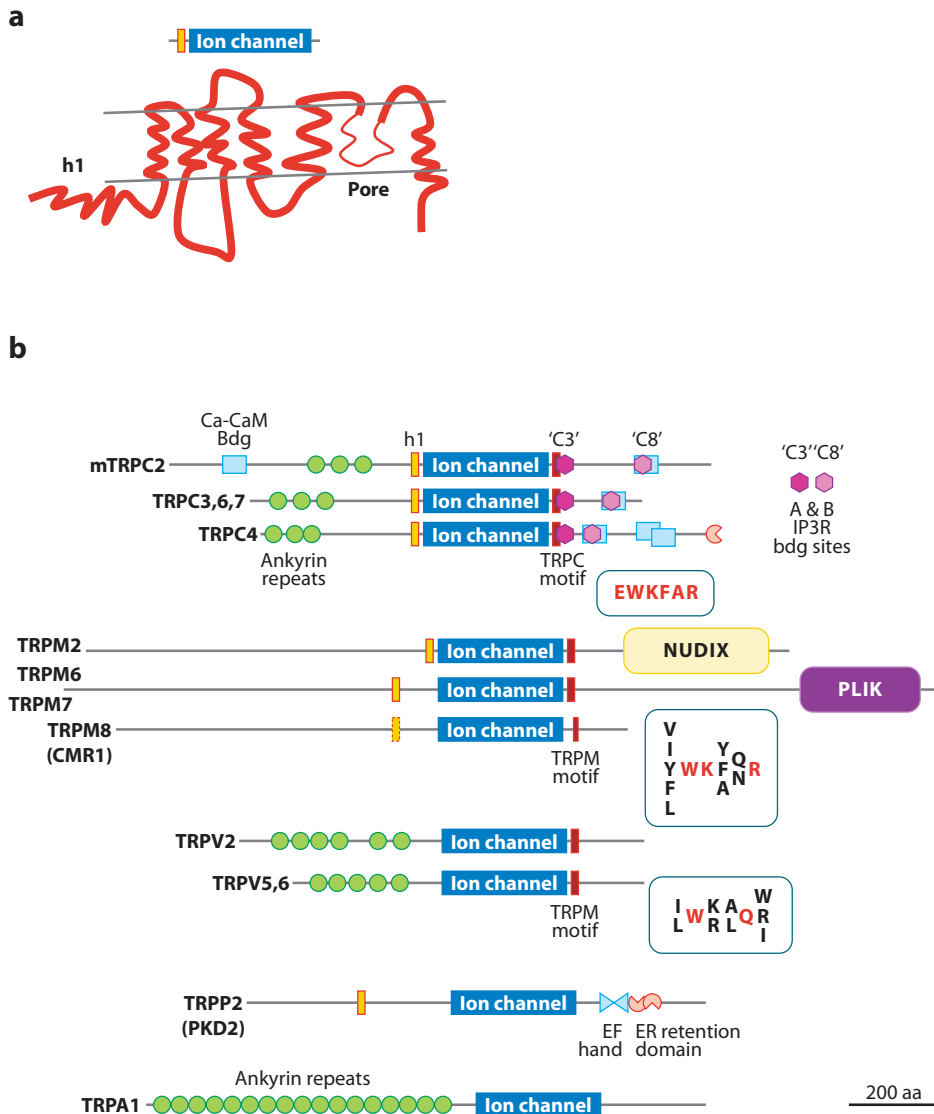 a
Ion channel
h1
Pore
b
Ca-CaM
Bdg
h1
'C3'
'C8'
'C3' 'C8'
mTRPC2
Ion channel
TRPC3,6,7
Ion channel
A & B
IP3R
bdg sites
TRPC4
Ion channel
Ankyrin
repeats
TRPC
motif
EWKFAR
TRPM2
Ion channel
NUDIX
TRPM6
TRPM7
Ion channel
PLIK
TRPM8
(CMR1)
Ion channel
TRPM
motif
V
I Y
Y W K F Q R
F A N
L
TRPV2
Ion channel
TRPV5,6
Ion channel
TRPM
motif
I W K A Q W
L R L R
I
TRPP2
(PKD2)
Ion channel
EF
hand
ER retention
domain
Ankyrin repeats
TRPA1
Ion channel
200 aa